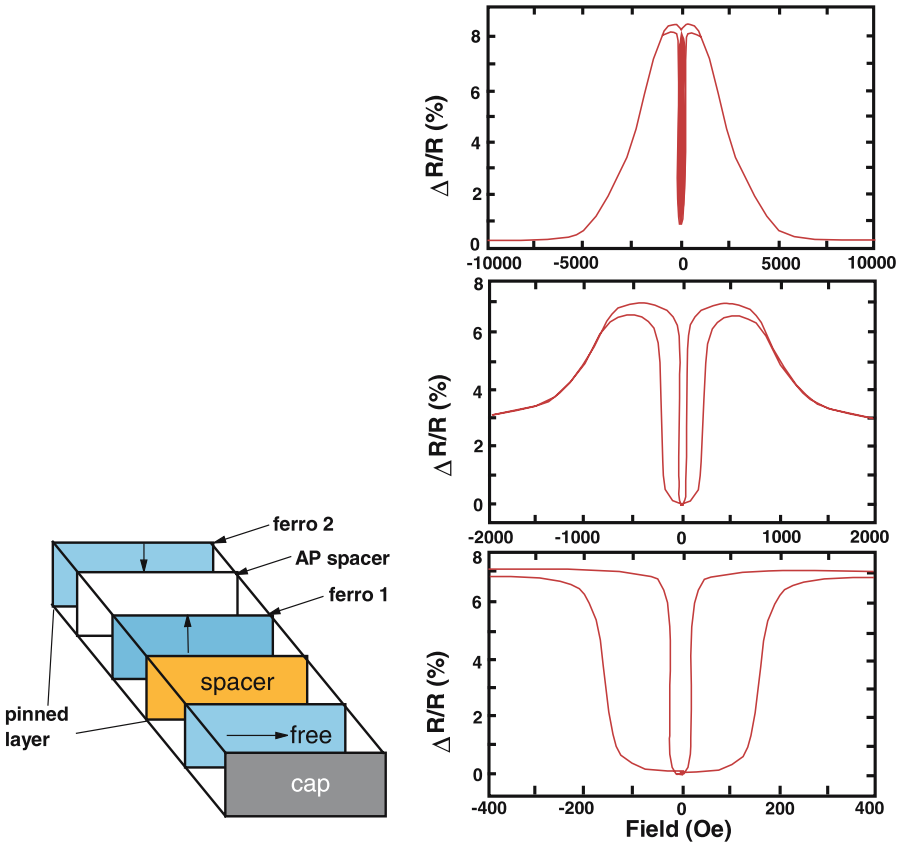 ferro 2
AP spacer
ferro 1
spacer
pinned
layer
free
cap
8
6
4
2
0
Δ R/R (%)
-10000
-5000
0
5000
10000
8
6
4
2
0
Δ R/R (%)
-2000
-1000
0
1000
2000
8
6
4
2
0
Δ R/R (%)
-400
-200
0
200
400
Field (Oe)